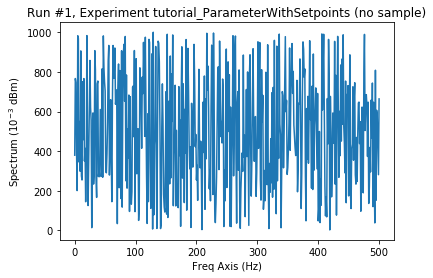 Run #1, Experiment tutorial_ParameterWithSetpoints (no sample)
1000
800
600
400
200
0
Spectrum (10⁻³ dBm)
0 100 200 300 400 500
Freq Axis (Hz)